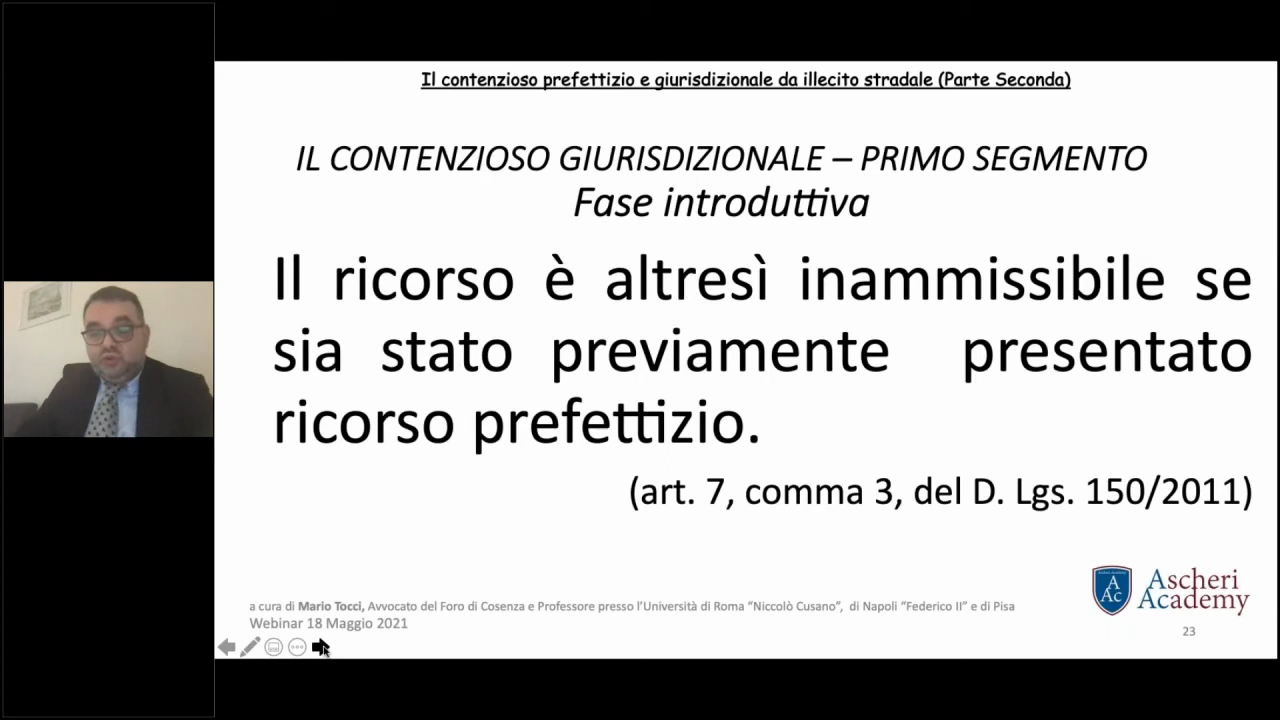 Il contenzioso prefettizio e giurisdizionale da illecito stradale (Parte Seconda)
IL CONTENZIOSO GIURISDIZIONALE – PRIMO SEGMENTO
Fase introduttiva
Il ricorso è altresì inammissibile se
sia stato previamente presentato
ricorso prefettizio.
(art. 7, comma 3, del D. Lgs. 150/2011)
A
Ac
Ascheri
Academy
a cura di Mario Tocci, Avvocato del Foro di Cosenza e Professore presso l'Università di Roma “Niccolò Cusano”, di Napoli “Federico II” e di Pisa
Webinar 18 Maggio 2021
23